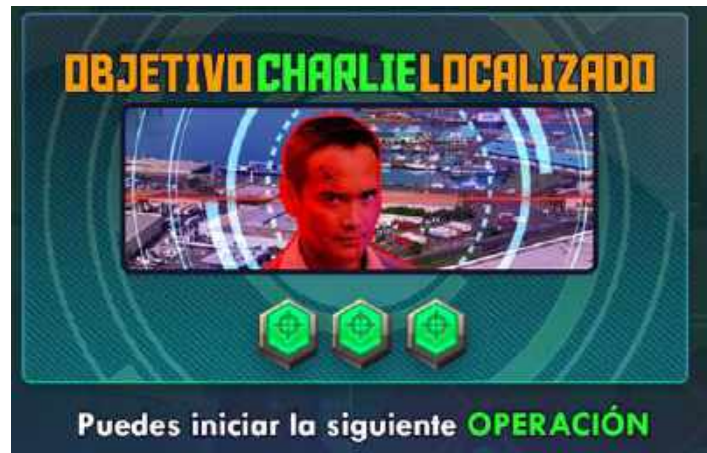 OBJETIVO CHARLIE LOCALIZADO
Puedes iniciar la siguiente OPERACIÓN